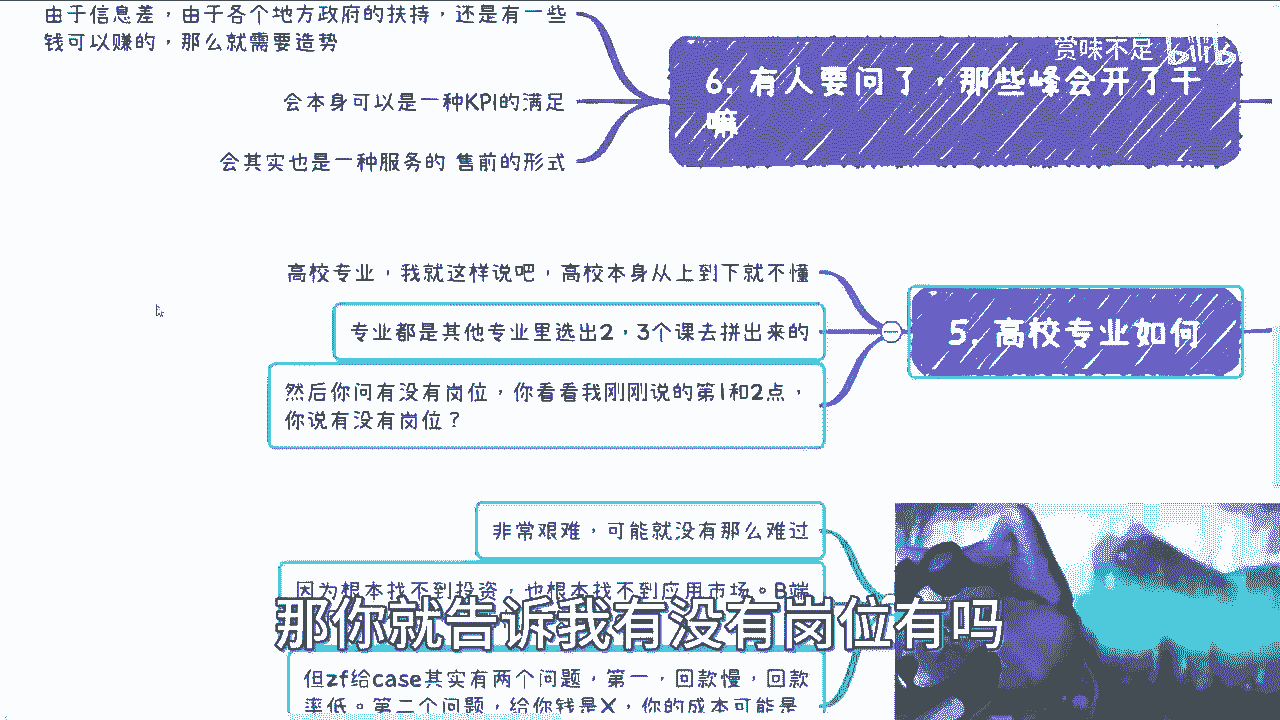 由于信息差，由于各个地方政府的扶持，还是有一些
钱可以赚的，那么就需要造势
会本身可以是一种KPI的满足
会其实也是一种服务的 售前的形式
赏味不足 bilibili
6. 有人要问了，那些峰会开了干
嘛
高校专业，我就这样说吧，高校本身从上到下就不懂
专业都是其他专业里选出2，3个课去拼出来的
然后你问有没有岗位，你看看我刚刚说的第1和2点，
你说有没有岗位？
5. 高校专业如何
非常艰难，可能就没有那么难过
因为根本找不到投资，也根本找不到应用市场。B端
那你就告诉我有没有岗位有吗
但zf给case其实有两个问题，第一，回款慢，回款
率低。第二个问题，给你钱是X，你的成本可能是